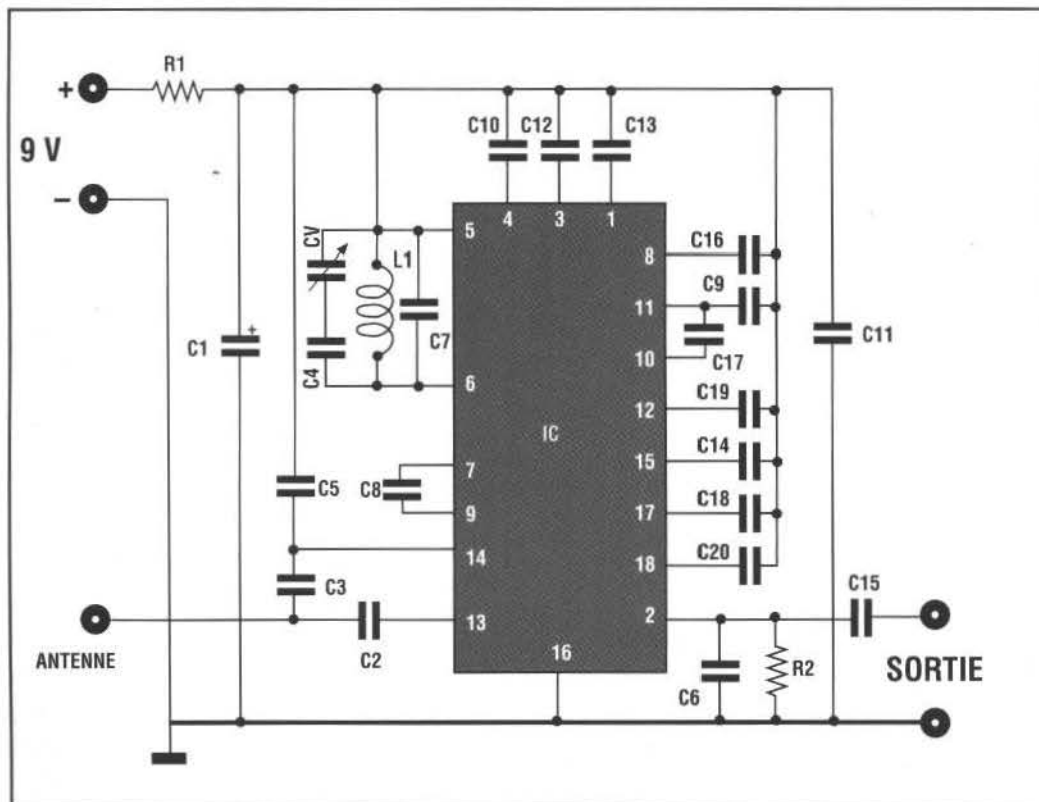 R1
+
9 V
−
C10 C12 C13
4 3 1
5
CV
L1
C7
C4
6
C1
+
C5
C8
7
9
14
C3
13
ANTENNE
C2
16
IC
8
C16
11
C9
10
C17
C11
12
C19
15
C14
17
C18
18
C20
2
C15
C6
R2
SORTIE